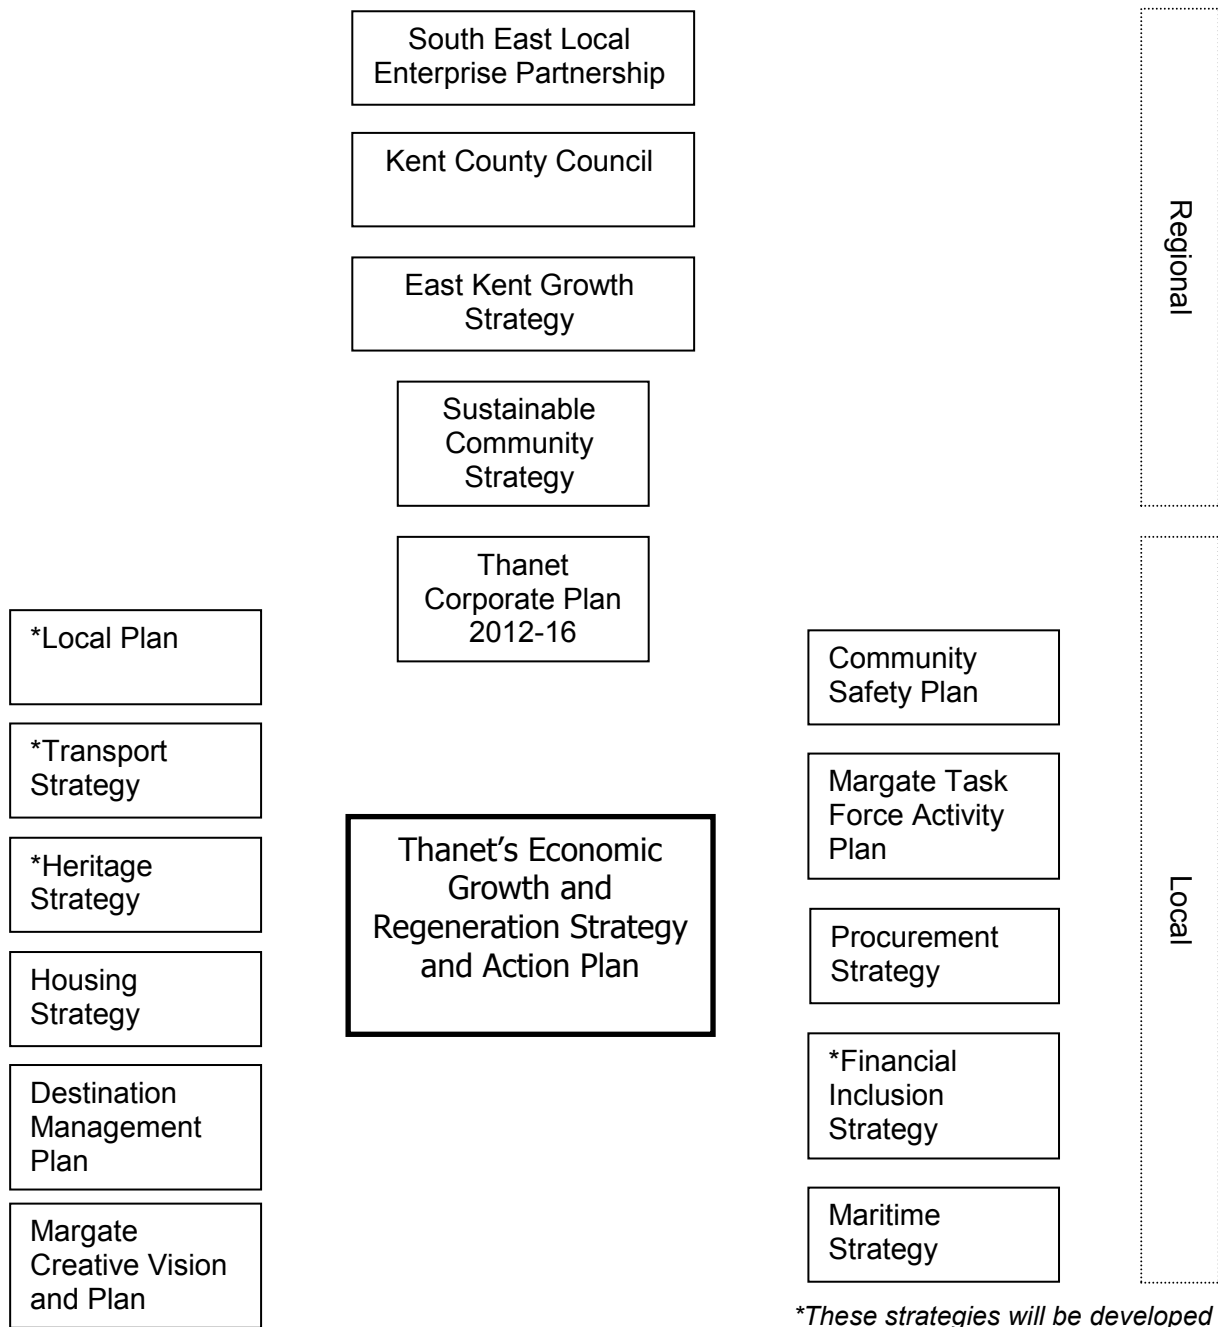 South East Local
Enterprise Partnership
Kent County Council
East Kent Growth
Strategy
Sustainable
Community
Strategy
Regional
Thanet
Corporate Plan
2012-16
*Local Plan
*Transport
Strategy
*Heritage
Strategy
Housing
Strategy
Destination
Management
Plan
Margate
Creative Vision
and Plan
Thanet’s Economic
Growth and
Regeneration Strategy
and Action Plan
Community
Safety Plan
Margate Task
Force Activity
Plan
Procurement
Strategy
*Financial
Inclusion
Strategy
Maritime
Strategy
Local
*These strategies will be developed